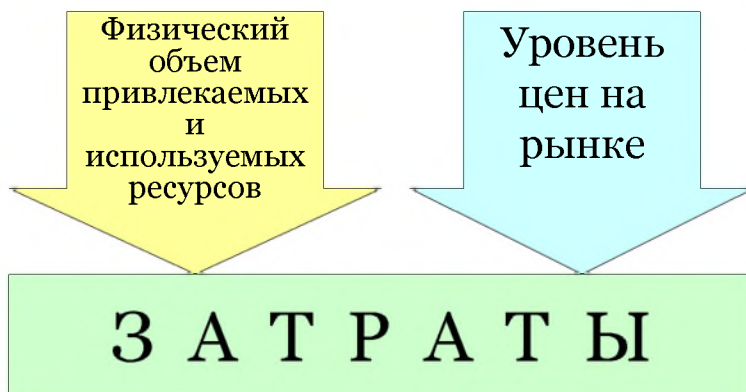 Физический
объем
привлекаемых
и
используемых
ресурсов
Уровень
цен на
рынке
З А Т Р А Т Ы